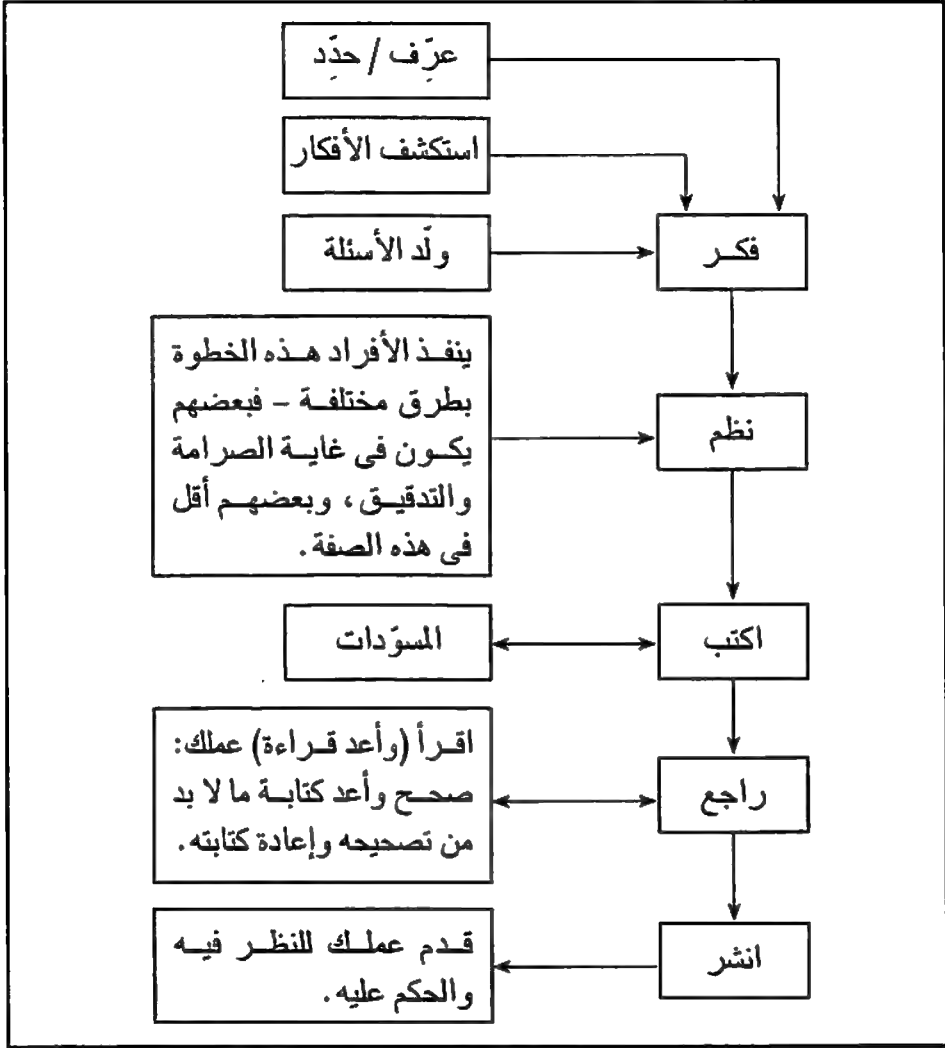 عرِّف / حدِّد
استكشف الأفكار
ولّد الأسئلة
فكـر
ينفـذ الأفراد هـذه الخطوة
بطرق مختلفـة – فبعضهم
يكـون فى غايـة الصرامة
والتدقيـق ، وبعضهـم أقل
فى هذه الصفة .
نظم
اكتب
المسوّدات
اقـرأ (وأعد قـراءة) عملك:
صحـح وأعد كتابـة ما لا بد
من تصحيحه وإعادة كتابته .
راجع
انشر
قـدم عملـك للنظـر فيـه
والحكم عليه .